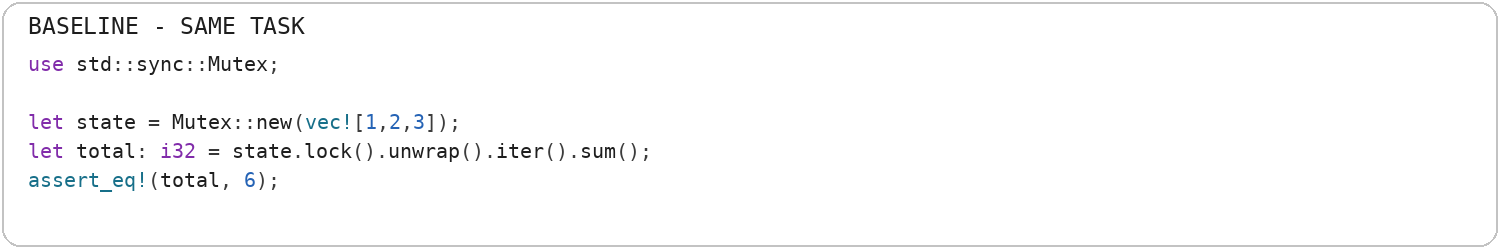 BASELINE - SAME TASK
use std::sync::Mutex;
let state = Mutex::new(vec![1,2,3]);
let total: i32 = state.lock().unwrap().iter().sum();
assert_eq!(total, 6);